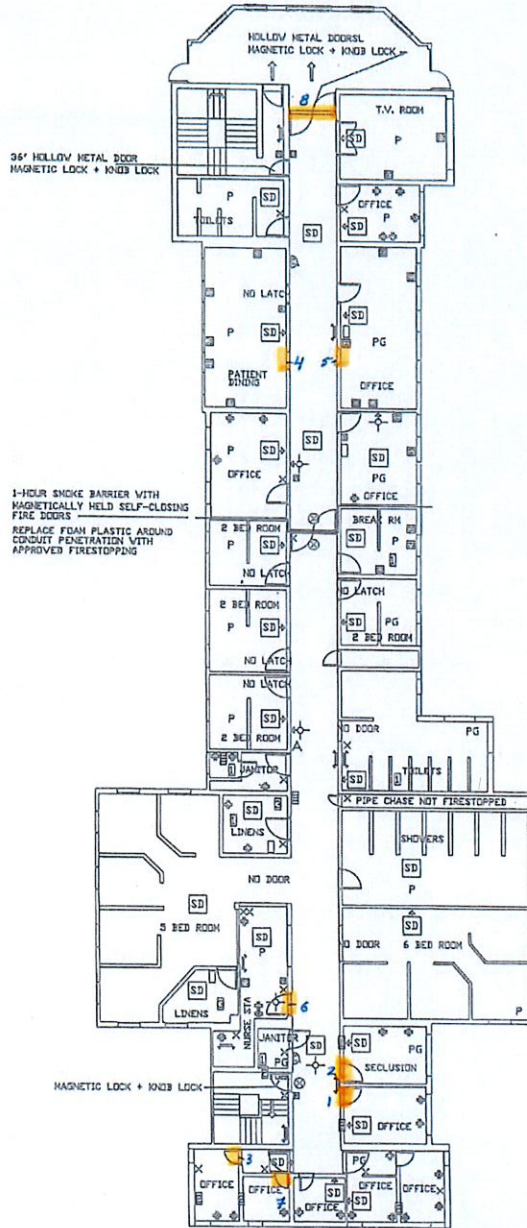 HOLLOW METAL DOORSL
MAGNETIC LOCK + KNOB LOCK
8
T.V. ROOM
P
SD
36' HOLLOW METAL DOOR
MAGNETIC LOCK + KNOB LOCK
P
SD
TOILETS
OFFICE
P
SD
SD
NO LATCH
P
SD
PATIENT
DINING
4
5
SD
PG
OFFICE
P
SD
OFFICE
SD
SD
PG
OFFICE
1-HOUR SMOKE BARRIER WITH
MAGNETICALLY HELD SELF-CLOSING
FIRE DOORS
REPLACE FOAM PLASTIC AROUND
CONDUIT PENETRATION WITH
APPROVED FIRESTOPPING
2 BED ROOM
P
SD
NO LATCH
BREAK RM
SD
P
2 BED ROOM
P
SD
NO LATCH
NO LATCH
SD
PG
2 BED ROOM
NO LATCH
P
SD
2 BED ROOM
A
NO DOOR
PG
SD
TOILETS
JANITOR
PIPE CHASE NOT FIRESTOPPED
SD
LINENS
SHOWERS
SD
P
NO DOOR
SD
5 BED ROOM
SD
P
NO DOOR
SD
6 BED ROOM
P
SD
LINENS
NURSE STA
6
JANITOR
PG
SD
SD
PG
SECLUSION
2
1
MAGNETIC LOCK + KNOB LOCK
SD
OFFICE
3
SD
PG
OFFICE
OFFICE
7
SD
OFFICE
SD
OFFICE
OFFICE